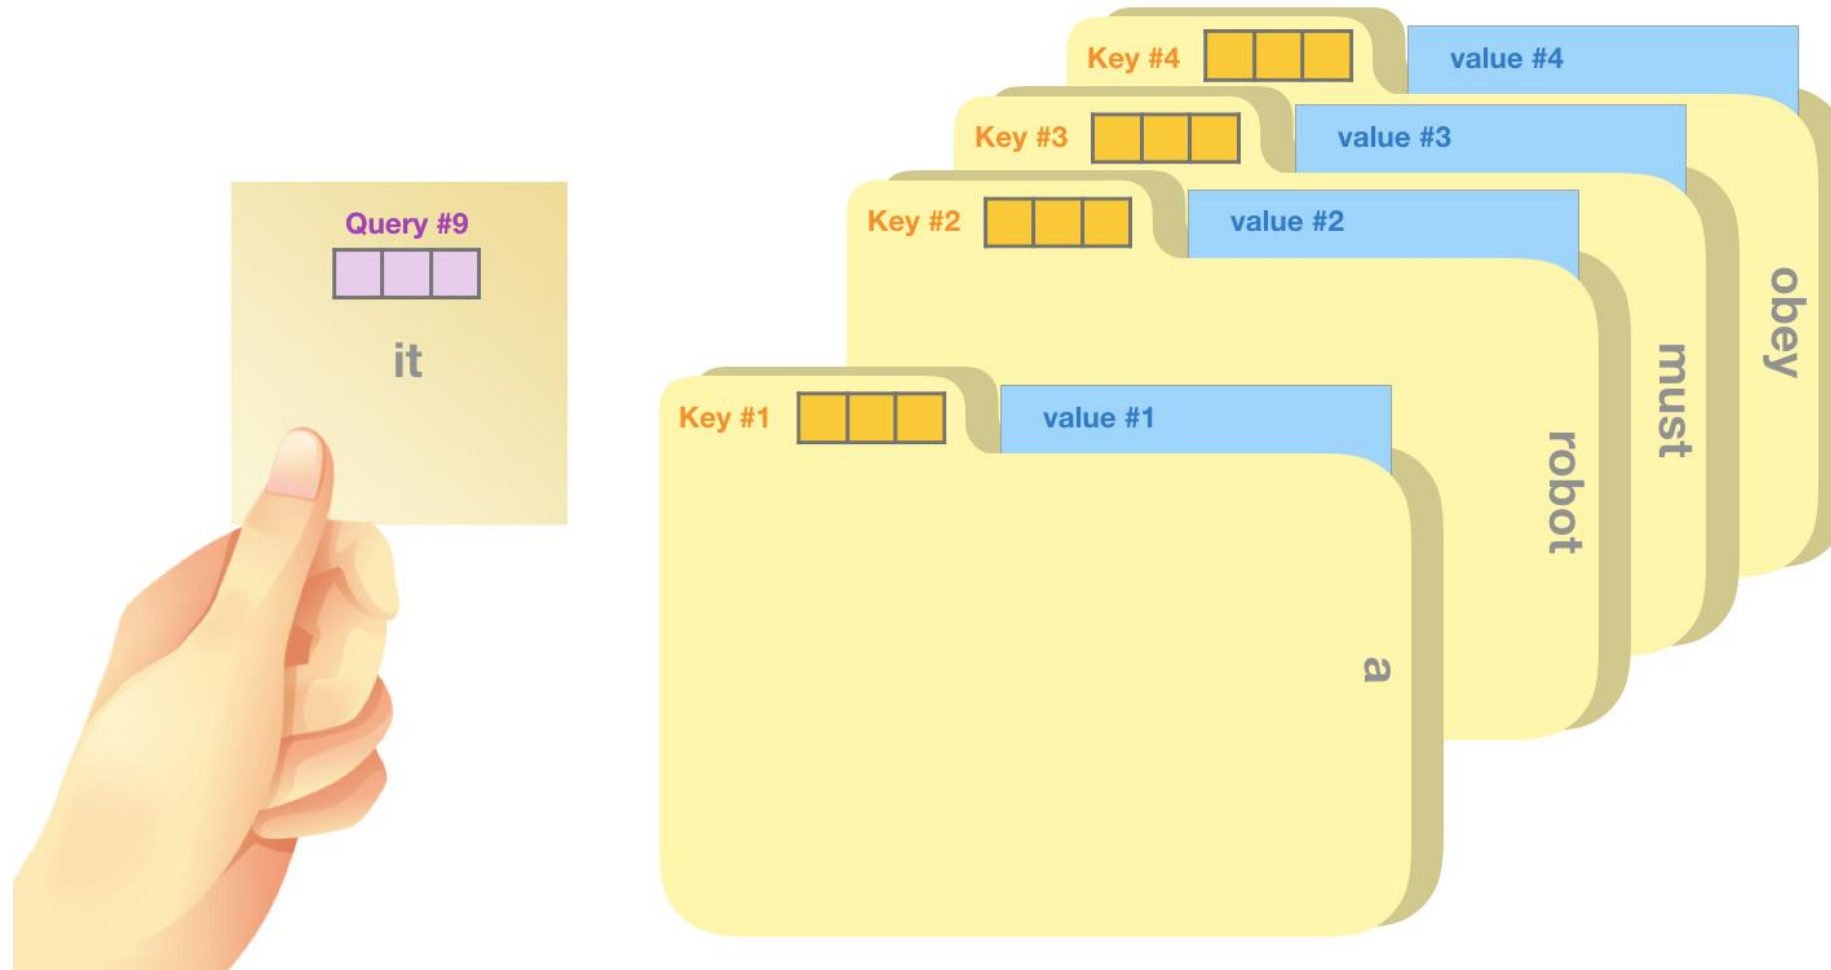 Query #9
it
Key #4
value #4
Key #3
value #3
Key #2
value #2
Key #1
value #1
obey
must
robot
a